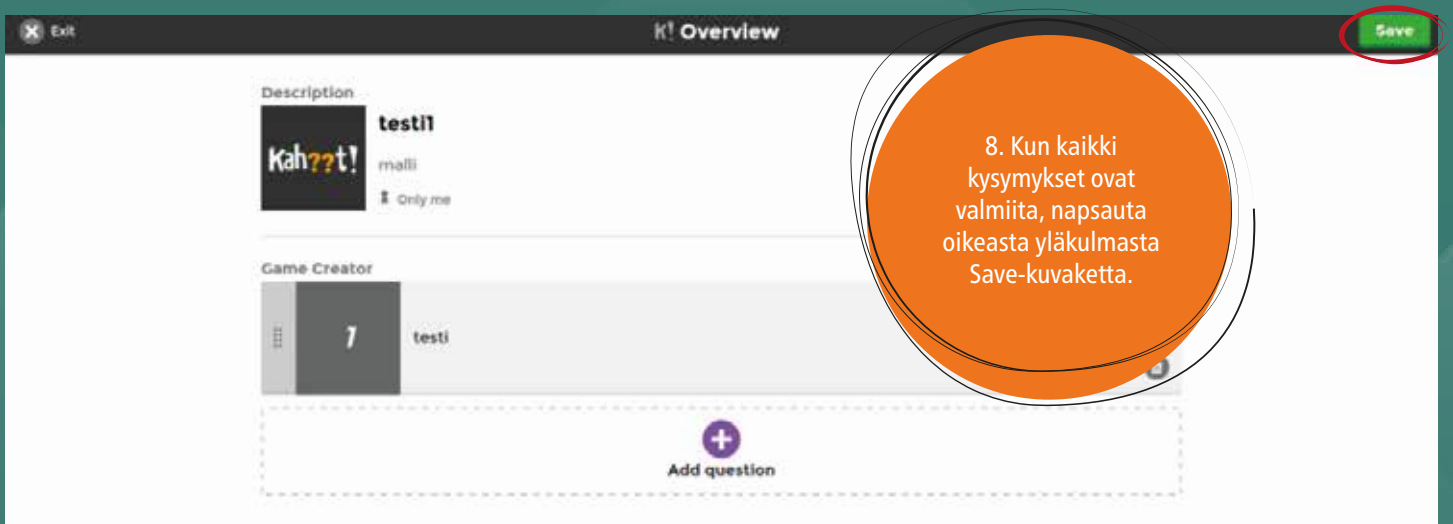 Exit
K! Overview
Save
Description
Kah??t!
testi1
malli
Only me
8. Kun kaikki
kysymykset ovat
valmiita, napsauta
oikeasta yläkulmasta
Save-kuvaketta.
Game Creator
1
testi
Add question